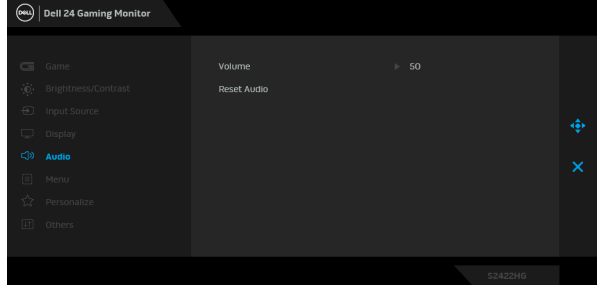 DELL Dell 24 Gaming Monitor
Game
Volume 50
Brightness/Contrast
Reset Audio
Input Source
Display
Audio
Menu
Personalize
Others
S2422HG